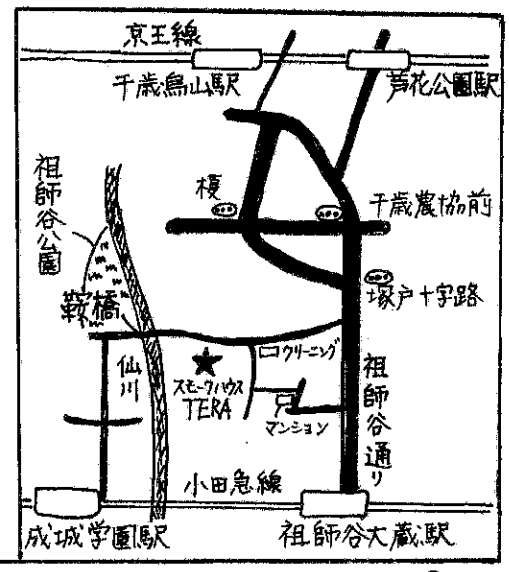 京王線
千歳烏山駅
芦花公園駅
祖師谷公園
榎
千歳農協前
塚戸十字路
鞍橋
仙川
クリーニング
スモークハウス
TERA
マンション
祖師谷通り
小田急線
成城学園駅
祖師谷大蔵駅